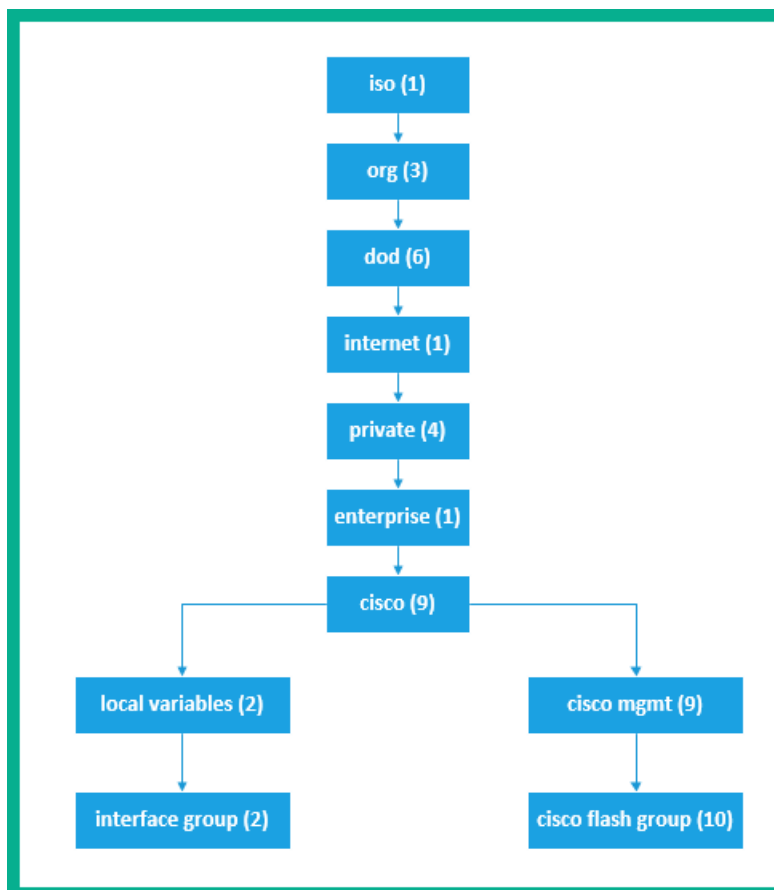 iso (1)
org (3)
dod (6)
internet (1)
private (4)
enterprise (1)
cisco (9)
local variables (2)
cisco mgmt (9)
interface group (2)
cisco flash group (10)